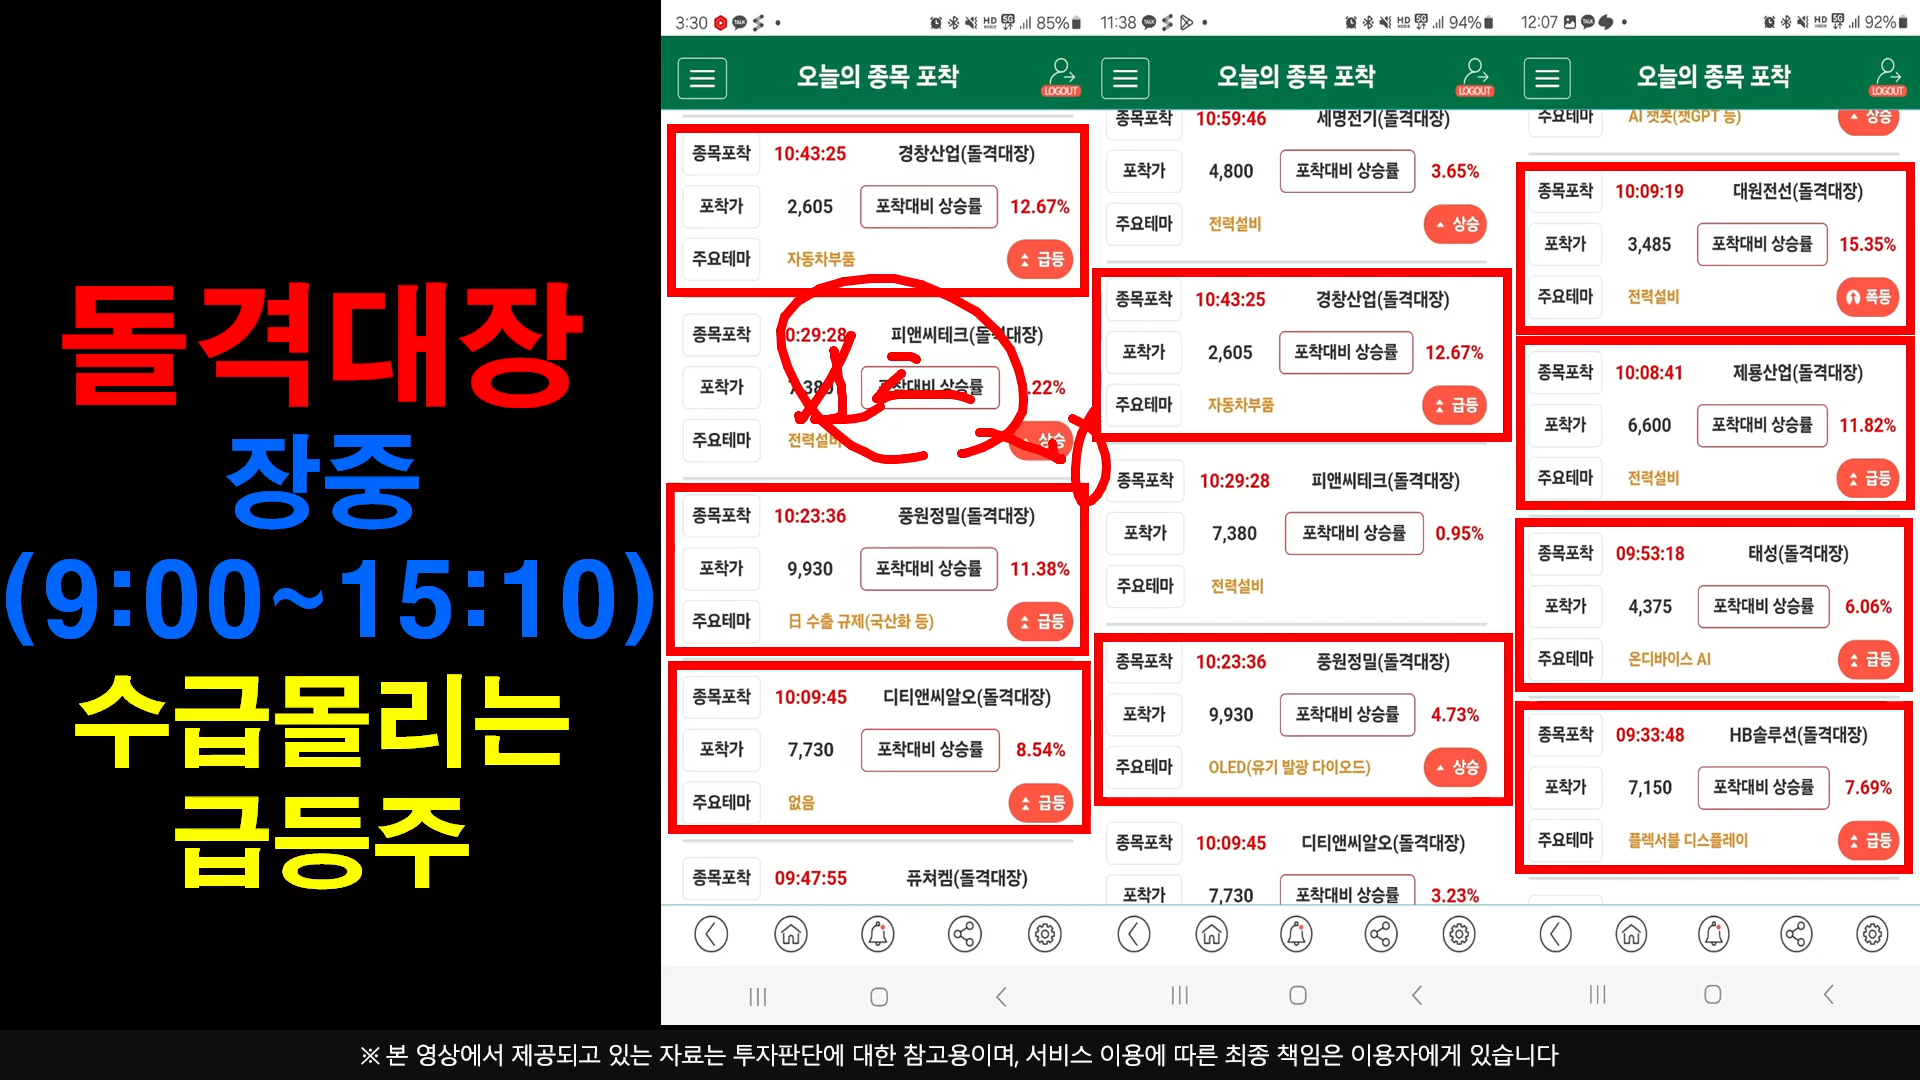 돌격대장
장중
(9:00~15:10)
수급몰리는
급등주
3:30 85%
오늘의 종목 포착
LOGOUT
종목포착 10:43:25 경창산업(돌격대장)
포착가 2,605 포착대비 상승률 12.67%
주요테마 자동차부품 급등
종목포착 피앤씨테크(돌격대장)
포착가 포착대비 상승률
주요테마 전력설비 상승
종목포착 10:23:36 풍원정밀(돌격대장)
포착가 9,930 포착대비 상승률 11.38%
주요테마 日 수출 규제(국산화 등) 급등
종목포착 10:09:45 디티앤씨알오(돌격대장)
포착가 7,730 포착대비 상승률 8.54%
주요테마 없음 급등
종목포착 09:47:55 퓨쳐켐(돌격대장)
11:38 94%
오늘의 종목 포착
LOGOUT
종목포착 10:59:46 세명전기(돌격대장)
포착가 4,800 포착대비 상승률 3.65%
주요테마 전력설비 상승
종목포착 10:43:25 경창산업(돌격대장)
포착가 2,605 포착대비 상승률 12.67%
주요테마 자동차부품 급등
종목포착 10:29:28 피앤씨테크(돌격대장)
포착가 7,380 포착대비 상승률 0.95%
주요테마 전력설비
종목포착 10:23:36 풍원정밀(돌격대장)
포착가 9,930 포착대비 상승률 4.73%
주요테마 OLED(유기 발광 다이오드) 상승
종목포착 10:09:45 디티앤씨알오(돌격대장)
포착가 7,730 포착대비 상승률 3.23%
12:07 92%
오늘의 종목 포착
LOGOUT
주요테마 AI 챗봇(챗GPT 등) 상승
종목포착 10:09:19 대원전선(돌격대장)
포착가 3,485 포착대비 상승률 15.35%
주요테마 전력설비 폭등
종목포착 10:08:41 제룡산업(돌격대장)
포착가 6,600 포착대비 상승률 11.82%
주요테마 전력설비 급등
종목포착 09:53:18 태성(돌격대장)
포착가 4,375 포착대비 상승률 6.06%
주요테마 온디바이스 AI 급등
종목포착 09:33:48 HB솔루션(돌격대장)
포착가 7,150 포착대비 상승률 7.69%
주요테마 플렉서블 디스플레이 급등
※ 본 영상에서 제공되고 있는 자료는 투자판단에 대한 참고용이며, 서비스 이용에 따른 최종 책임은 이용자에게 있습니다